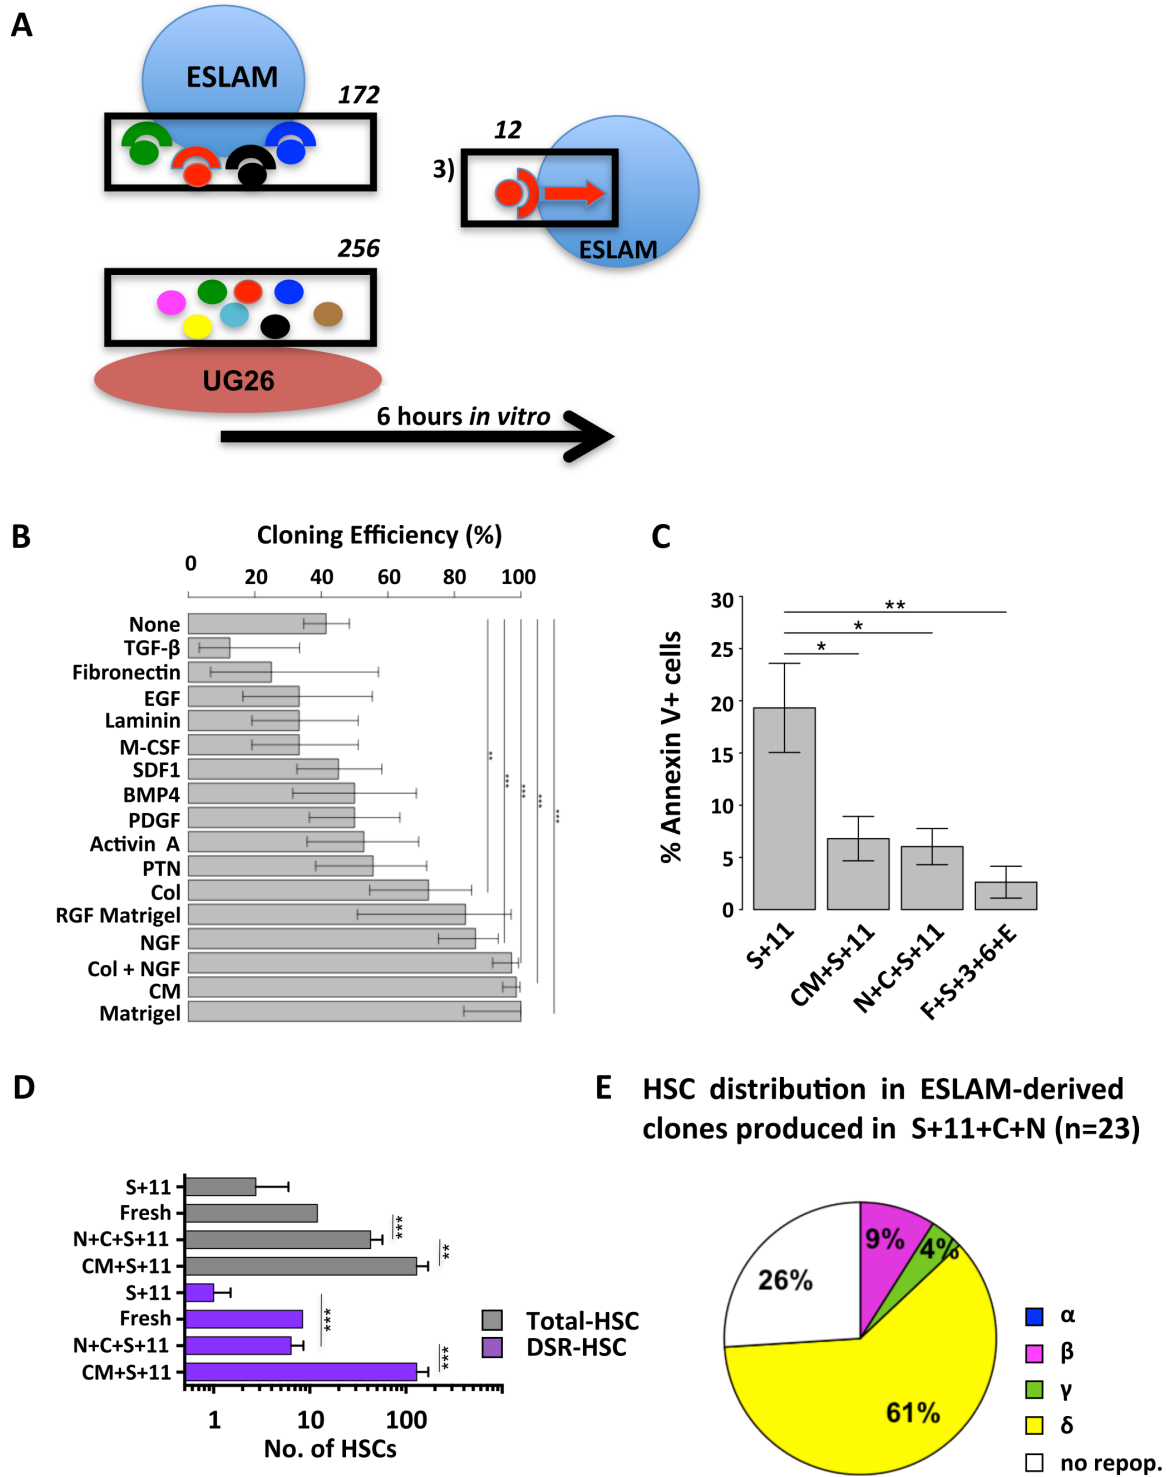 A
ESLAM
172
12
3)
ESLAM
256
UG26
6 hours in vitro
B
Cloning Efficiency (%)
0 20 40 60 80 100
None
TGF-β
Fibronectin
EGF
Laminin
M-CSF
SDF1
BMP4
PDGF
Activin A
PTN
Col
RGF Matrigel
NGF
Col + NGF
CM
Matrigel
**
***
***
***
***
C
% Annexin V+ cells
30
25
20
15
10
5
0
**
*
*
S+11
CM+S+11
N+C+S+11
F+S+3+6+E
D
S+11
Fresh
N+C+S+11
CM+S+11
S+11
Fresh
N+C+S+11
CM+S+11
***
**
***
***
Total-HSC
DSR-HSC
1 10 100
No. of HSCs
E
HSC distribution in ESLAM-derived
clones produced in S+11+C+N (n=23)
9%
4%
26%
61%
α
β
γ
δ
no repop.